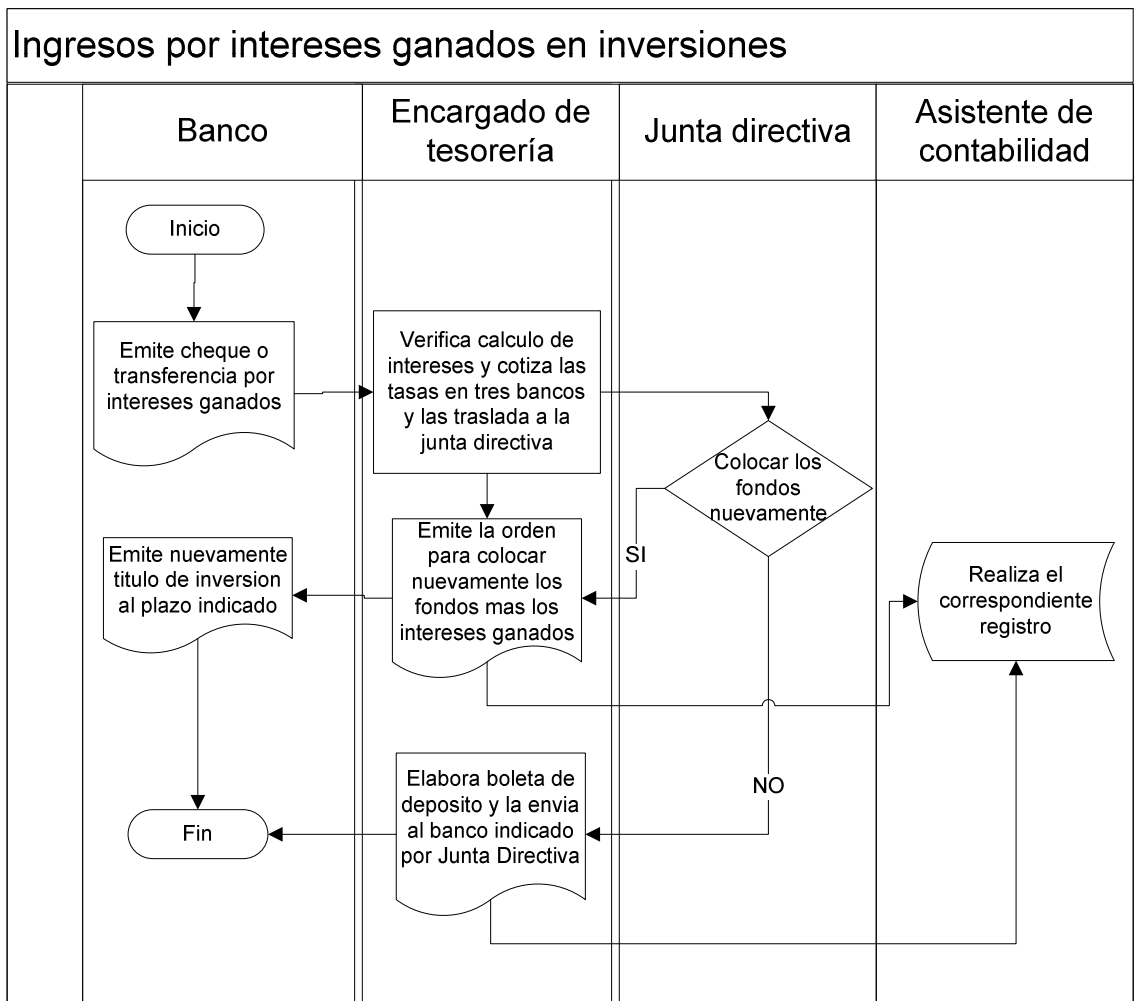 Ingresos por intereses ganados en inversiones
Banco
Encargado de
tesorería
Junta directiva
Asistente de
contabilidad
Inicio
Emite cheque o
transferencia por
intereses ganados
Verifica calculo de
intereses y cotiza las
tasas en tres bancos
y las traslada a la
junta directiva
Colocar los
fondos
nuevamente
SI
Emite la orden
para colocar
nuevamente los
fondos mas los
intereses ganados
Emite nuevamente
titulo de inversion
al plazo indicado
Realiza el
correspondiente
registro
NO
Elabora boleta de
deposito y la envia
al banco indicado
por Junta Directiva
Fin